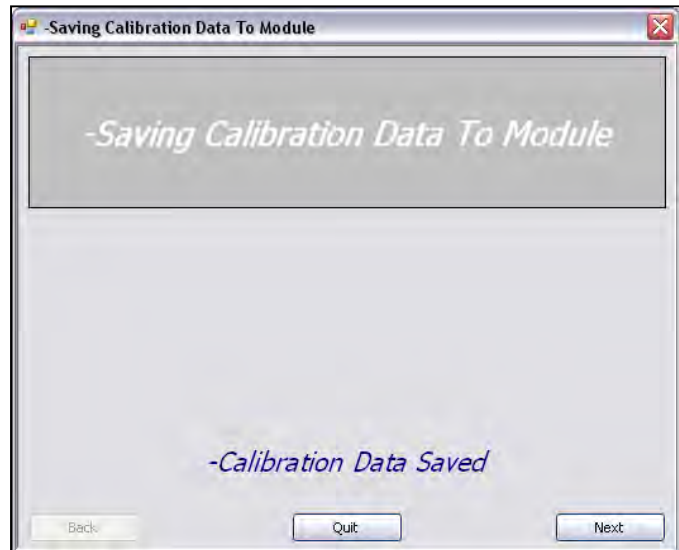 -Saving Calibration Data To Module
-Saving Calibration Data To Module
-Calibration Data Saved
Back
Quit
Next